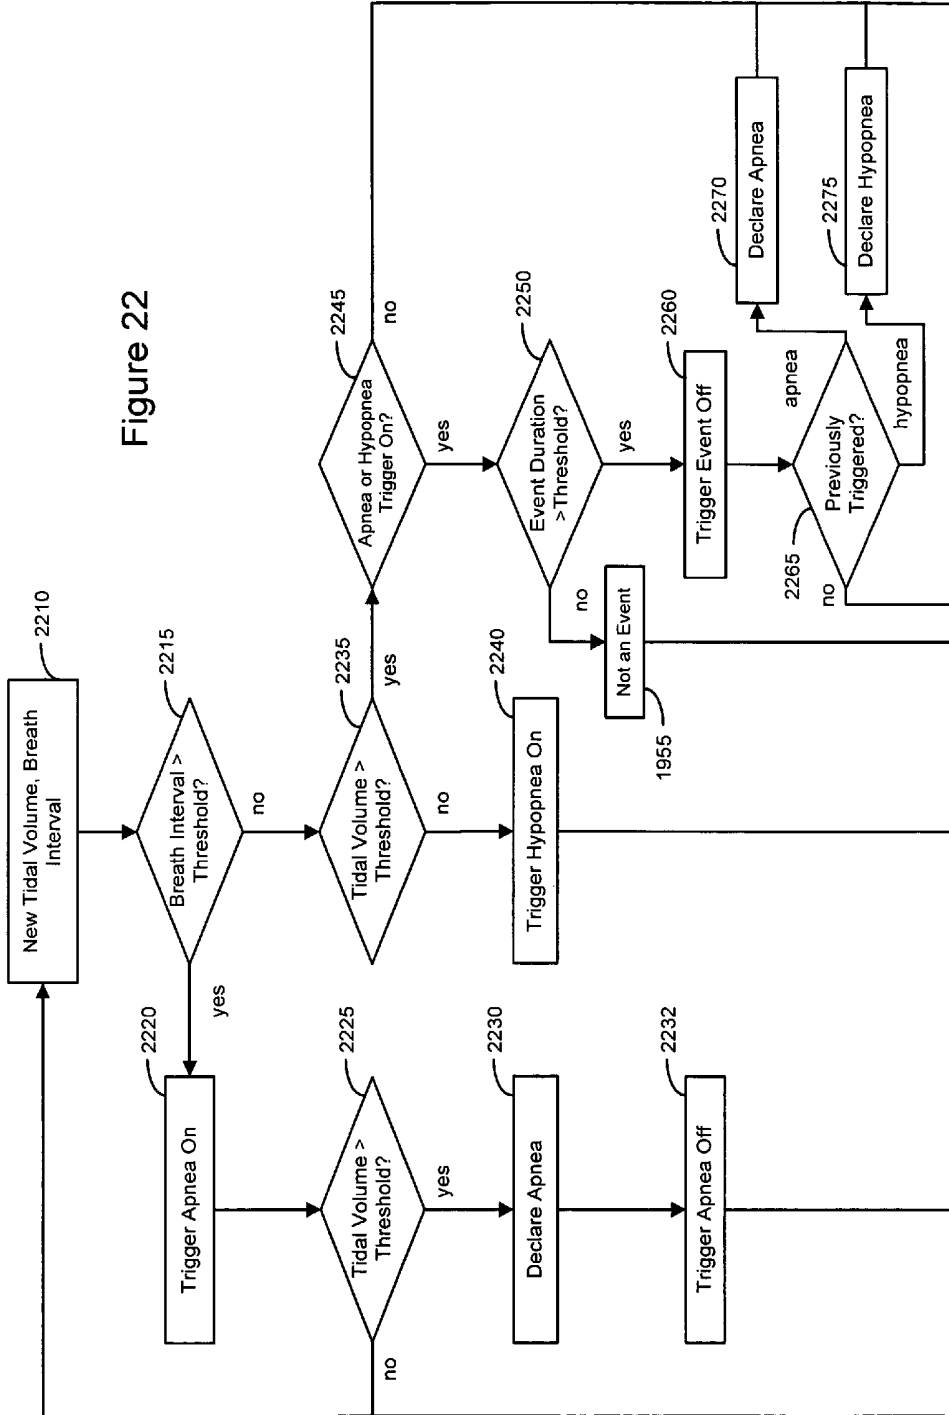 Figure 22
2210
New Tidal Volume, Breath
Interval
2215
Breath Interval >
Threshold?
yes
no
2220
Trigger Apnea On
2225
Tidal Volume >
Threshold?
no
yes
2230
Declare Apnea
2232
Trigger Apnea Off
2235
Tidal Volume >
Threshold?
yes
no
2240
Trigger Hypopnea On
2245
Apnea or Hypopnea
Trigger On?
no
yes
2250
Event Duration
>Threshold?
no
yes
Not an Event
1955
2260
Trigger Event Off
2265
Previously
Triggered?
no
apnea
hypopnea
2270
Declare Apnea
2275
Declare Hypopnea